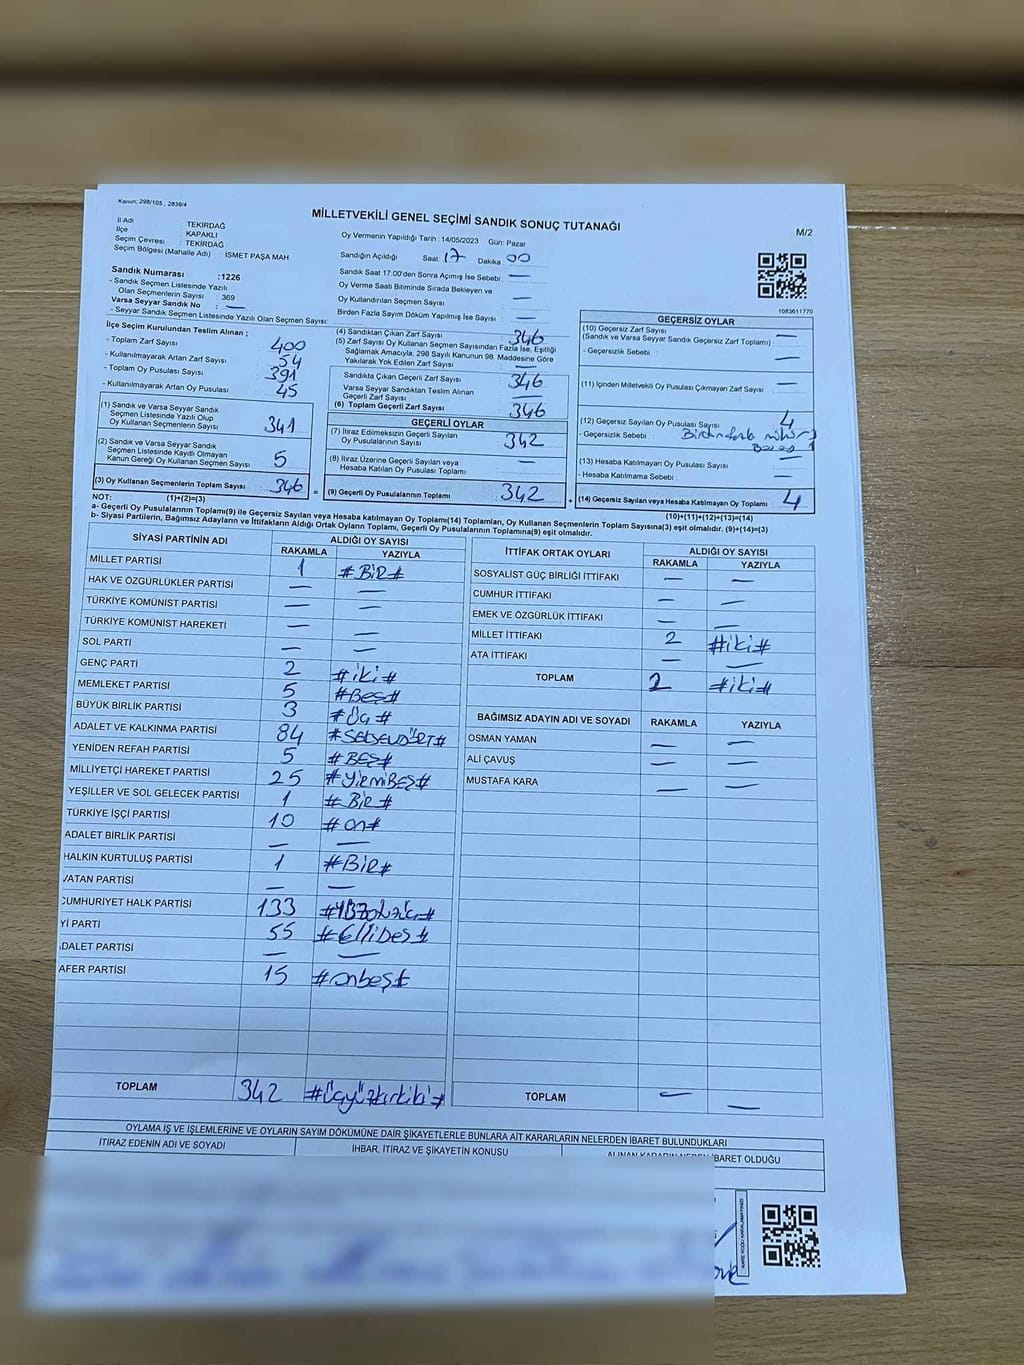 Kanun: 298/105 , 2839/4
MİLLETVEKİLİ GENEL SEÇİMİ SANDIK SONUÇ TUTANAĞI
M/2
İl Adı TEKİRDAĞ
İlçe KAPAKLI
Seçim Çevresi TEKİRDAĞ
Seçim Bölgesi (Mahalle Adı) : İSMET PAŞA MAH.
Sandık Numarası :1226
- Sandık Seçmen Listesinde Yazılı
Olan Seçmenlerin Sayısı : 369
Varsa Seyyar Sandık No : —
- Seyyar Sandık Seçmen Listesinde Yazılı Olan Seçmen Sayısı:
Oy Vermenin Yapıldığı Tarih : 14/05/2023 Gün: Pazar
Sandığın Açıldığı Saat: 17 Dakika 00
Sandık Saat 17:00'den Sonra Açımış İse Sebebi : —
Oy Verme Saati Bitiminde Sırada Bekleyen ve
Oy Kullandırılan Seçmen Sayısı —
Birden Fazla Sayım Döküm Yapılmış İse Sayısı : —
1083611770
İlçe Seçim Kurulundan Teslim Alınan ;
- Toplam Zarf Sayısı : 400
- Kullanılmayarak Artan Zarf Sayısı : 54
- Toplam Oy Pusulası Sayısı : 391
- Kullanılmayarak Artan Oy Pusulası : 45
(1) Sandık ve Varsa Seyyar Sandık
Seçmen Listesinde Yazılı Olup
Oy Kullanan Seçmenlerin Sayısı : 341
(2) Sandık ve Varsa Seyyar Sandık
Seçmen Listesinde Kayıtlı Olmayan
Kanun Gereği Oy Kullanan Seçmen Sayısı : 5
(3) Oy Kullanan Seçmenlerin Toplam Sayısı : 346
(4) Sandıktan Çıkan Zarf Sayısı : 346
(5) Zarf Sayısı Oy Kullanan Seçmen Sayısından Fazla İse, Eşitliği
Sağlamak Amacıyla, 298 Sayılı Kanunun 98. Maddesine Göre
Yakılarak Yok Edilen Zarf Sayısı : —
Sandıkta Çıkan Geçerli Zarf Sayısı : 346
Varsa Seyyar Sandıktan Teslim Alınan
Geçerli Zarf Sayısı : —
(6) Toplam Geçerli Zarf Sayısı : 346
GEÇERLİ OYLAR
(7) İtiraz Edilmeksizin Geçerli Sayılan
Oy Pusulalarının Sayısı : 342
(8) İtiraz Üzerine Geçerli Sayılan veya
Hesaba Katılan Oy Pusulası Toplamı : —
= (9) Geçerli Oy Pusulalarının Toplamı : 342
GEÇERSİZ OYLAR
(10) Geçersiz Zarf Sayısı
(Sandık ve Varsa Seyyar Sandık Geçersiz Zarf Toplamı) : —
- Geçersizlik Sebebi : —
(11) İçinden Milletvekili Oy Pusulası Çıkmayan Zarf Sayısı : —
(12) Geçersiz Sayılan Oy Pusulası Sayısı : 4
- Geçersizlik Sebebi : Birden fazla mühür
(13) Hesaba Katılmayan Oy Pusulası Sayısı : —
- Hesaba Katılmama Sebebi : —
+ (14) Geçersiz Sayılan veya Hesaba Katılmayan Oy Toplamı : 4
NOT: (1)+(2)=(3) (10)+(11)+(12)+(13)=(14)
a- Geçerli Oy Pusulalarının Toplamı(9) ile Geçersiz Sayılan veya Hesaba Katılmayan Oy Toplamı(14) Toplamları, Oy Kullanan Seçmenlerin Toplam Sayısına(3) eşit olmalıdır. (9)+(14)=(3)
b- Siyasi Partilerin, Bağımsız Adayların ve İttifakların Aldığı Ortak Oyların Toplamı, Geçerli Oy Pusulalarının Toplamına(9) eşit olmalıdır.
SİYASİ PARTİNİN ADI ALDIĞI OY SAYISI
RAKAMLA YAZIYLA
MİLLET PARTİSİ 1 #BİR#
HAK VE ÖZGÜRLÜKLER PARTİSİ — —
TÜRKİYE KOMÜNİST PARTİSİ — —
TÜRKİYE KOMÜNİST HAREKETİ — —
SOL PARTİ — —
GENÇ PARTİ 2 #iki#
MEMLEKET PARTİSİ 5 #BEŞ#
BÜYÜK BİRLİK PARTİSİ 3 #ÜÇ#
ADALET VE KALKINMA PARTİSİ 84 #SEKSENDÖRT#
YENİDEN REFAH PARTİSİ 5 #BEŞ#
MİLLİYETÇİ HAREKET PARTİSİ 25 #YİRMİBEŞ#
YEŞİLLER VE SOL GELECEK PARTİSİ 1 #BİR#
TÜRKİYE İŞÇİ PARTİSİ 10 #on#
ADALET BİRLİK PARTİSİ — —
HALKIN KURTULUŞ PARTİSİ 1 #BİR#
VATAN PARTİSİ — —
CUMHURİYET HALK PARTİSİ 133
Yİ PARTİ 55 #Ellibeş#
DALET PARTİSİ — —
AFER PARTİSİ 15 #onbeş#
TOPLAM 342 #Üçyüzkırkiki#
İTTİFAK ORTAK OYLARI ALDIĞI OY SAYISI
RAKAMLA YAZIYLA
SOSYALİST GÜÇ BİRLİĞİ İTTİFAKI — —
CUMHUR İTTİFAKI — —
EMEK VE ÖZGÜRLÜK İTTİFAKI — —
MİLLET İTTİFAKI 2 #iki#
ATA İTTİFAKI — —
TOPLAM 2 #iki#
BAĞIMSIZ ADAYIN ADI VE SOYADI RAKAMLA YAZIYLA
OSMAN YAMAN — —
ALİ ÇAVUŞ — —
MUSTAFA KARA — —
TOPLAM — —
OYLAMA İŞ VE İŞLEMLERİNE VE OYLARIN SAYIM DÖKÜMÜNE DAİR ŞİKAYETLERLE BUNLARA AİT KARARLARIN NELERDEN İBARET BULUNDUKLARI
İTİRAZ EDENİN ADI VE SOYADI İHBAR, İTİRAZ VE ŞİKAYETİN KONUSU ALINAN KARARIN NEDEN İBARET OLDUĞU